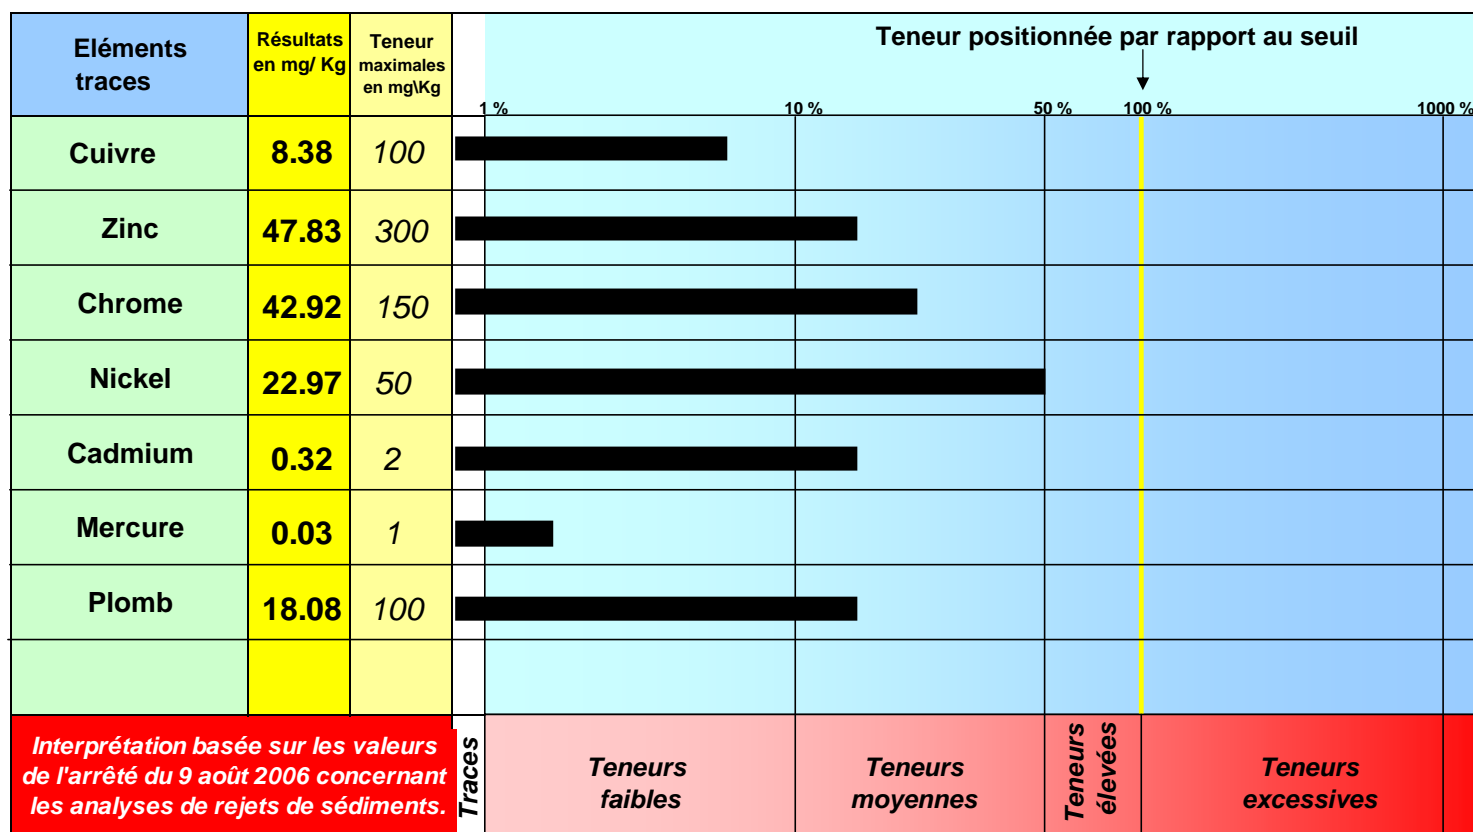 Eléments
traces
Résultats
en mg/ Kg
Teneur
maximales
en mg\Kg
Teneur positionnée par rapport au seuil
1 % 10 % 50 % 100 % 1000 %
Cuivre 8.38 100
Zinc 47.83 300
Chrome 42.92 150
Nickel 22.97 50
Cadmium 0.32 2
Mercure 0.03 1
Plomb 18.08 100
Interprétation basée sur les valeurs
de l'arrêté du 9 août 2006 concernant
les analyses de rejets de sédiments.
Traces
Teneurs
faibles
Teneurs
moyennes
Teneurs
élevées
Teneurs
excessives